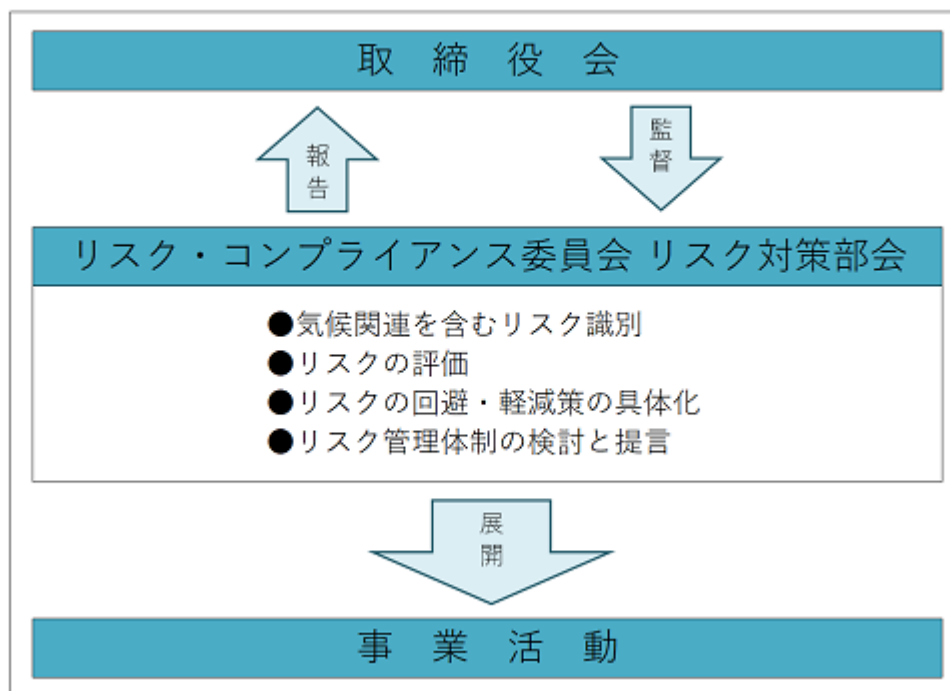 取締役会
報告
監督
リスク・コンプライアンス委員会 リスク対策部会
●気候関連を含むリスク識別
●リスクの評価
●リスクの回避・軽減策の具体化
●リスク管理体制の検討と提言
展開
事業活動